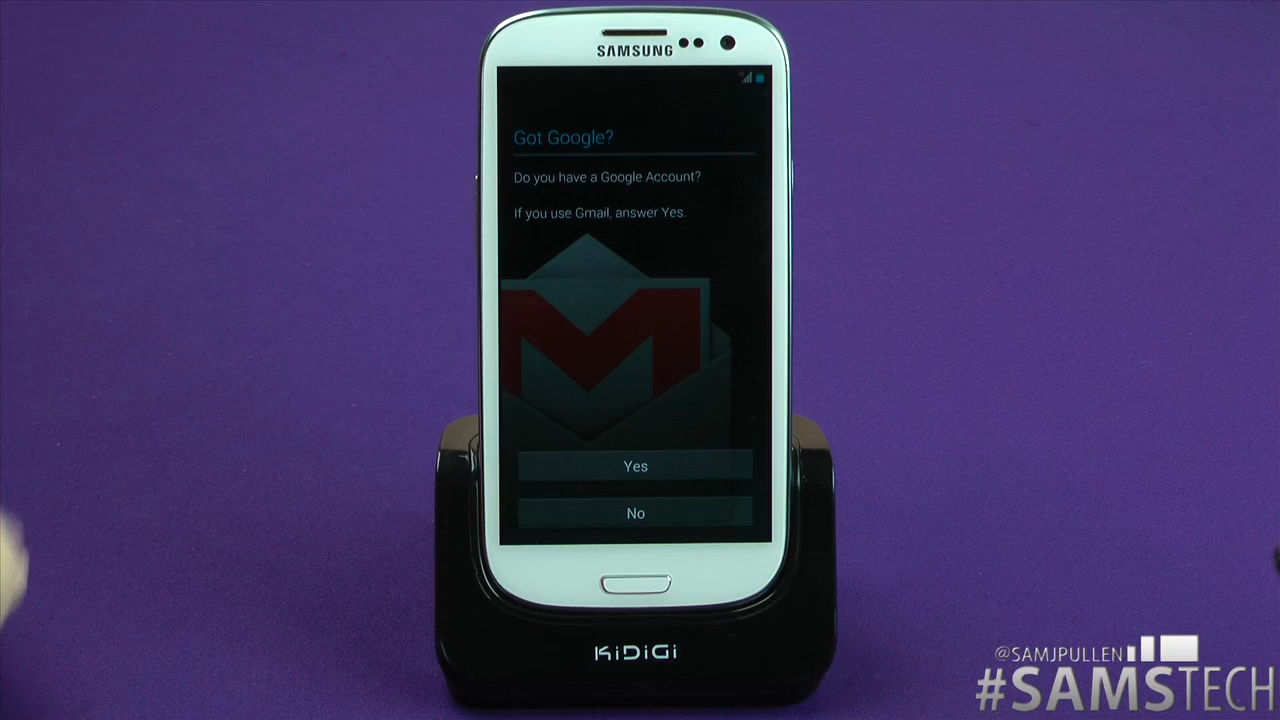 SAMSUNG
Got Google?
Do you have a Google Account?
If you use Gmail, answer Yes.
Yes
No
KiDiGi
@SAMJPULLEN
#SAMSTECH